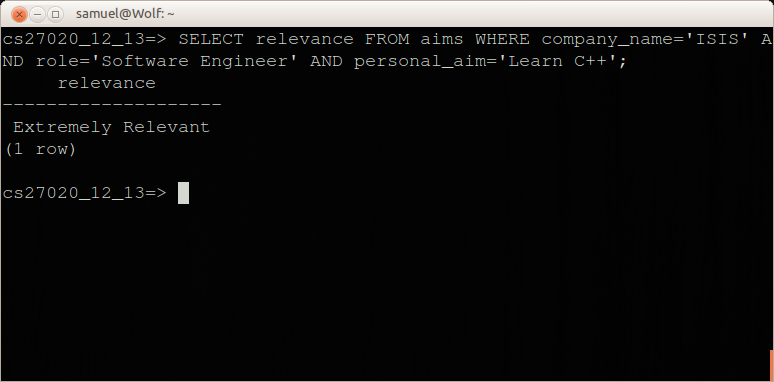 samuel@Wolf: ~
cs27020_12_13=> SELECT relevance FROM aims WHERE company_name='ISIS' A
ND role='Software Engineer' AND personal_aim='Learn C++';
     relevance
--------------------
 Extremely Relevant
(1 row)
cs27020_12_13=>